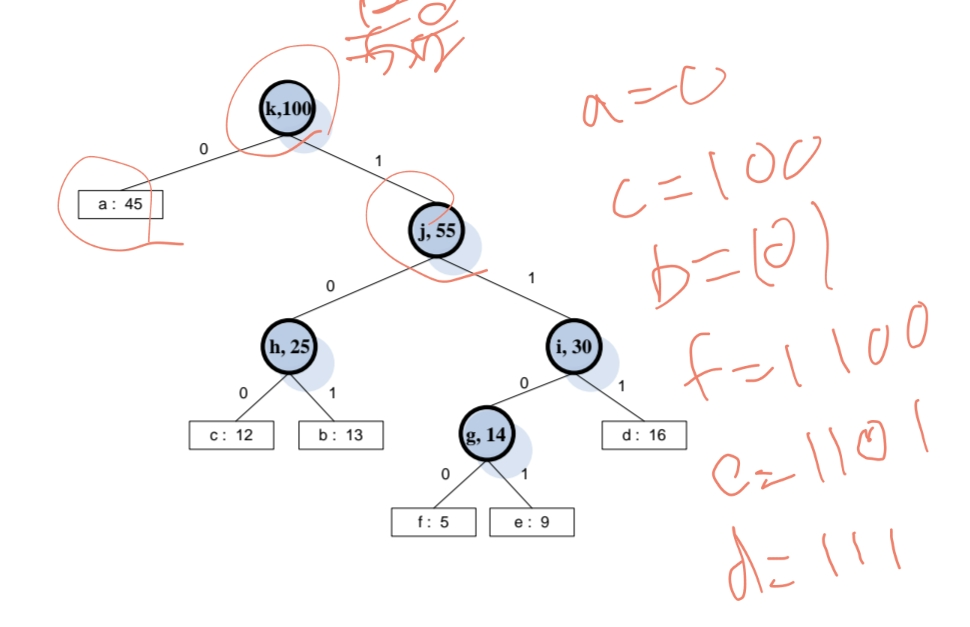 k,100
a = 0
0
1
a : 45
c = 100
j, 55
b = 101
0
1
h, 25
i, 30
f = 1100
0
1
0
1
c : 12
b : 13
g, 14
d : 16
e = 1101
0
1
f : 5
e : 9
d = 111